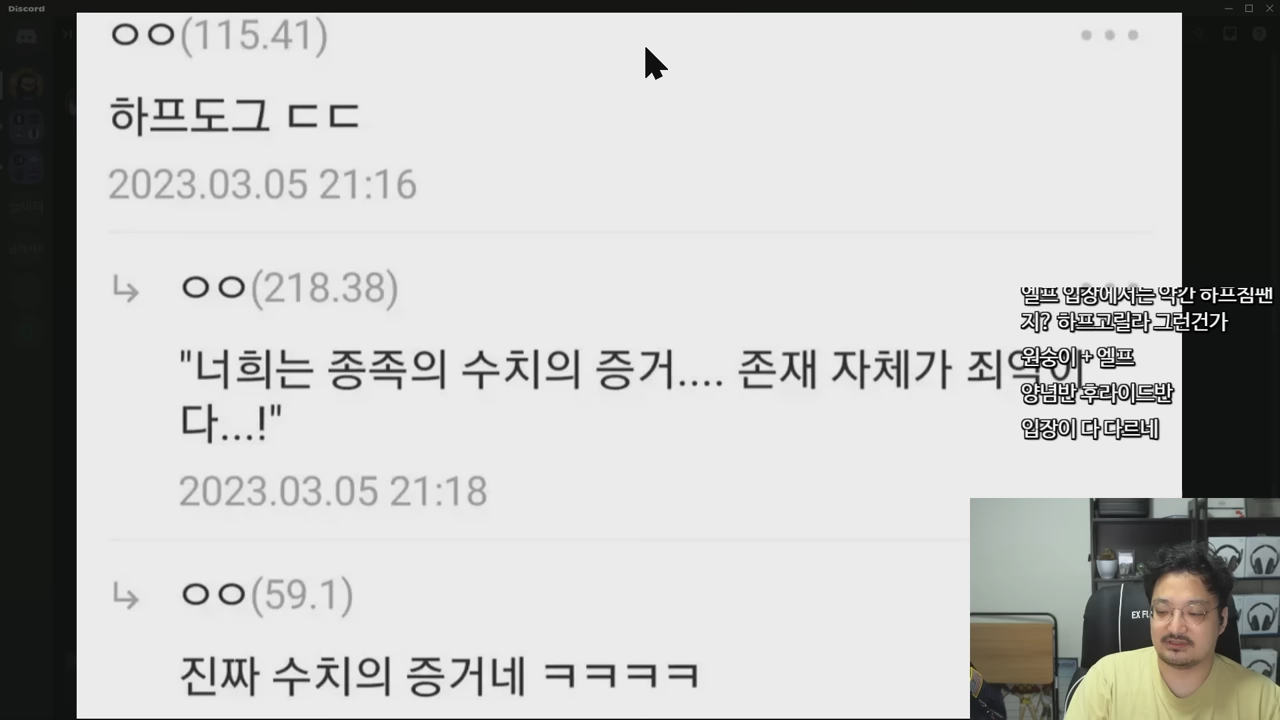 Discord
ㅇㅇ(115.41)
하프도그 ㄷㄷ
2023.03.05 21:16
ㅇㅇ(218.38)
"너희는 종족의 수치의 증거.... 존재 자체가 죄악이
다...!"
2023.03.05 21:18
ㅇㅇ(59.1)
진짜 수치의 증거네 ㅋㅋㅋㅋ
엘프 입장에서는 약간 하프짐팬
지? 하프고릴라 그런건가
원숭이 + 엘프
양념반 후라이드반
입장이 다 다르네